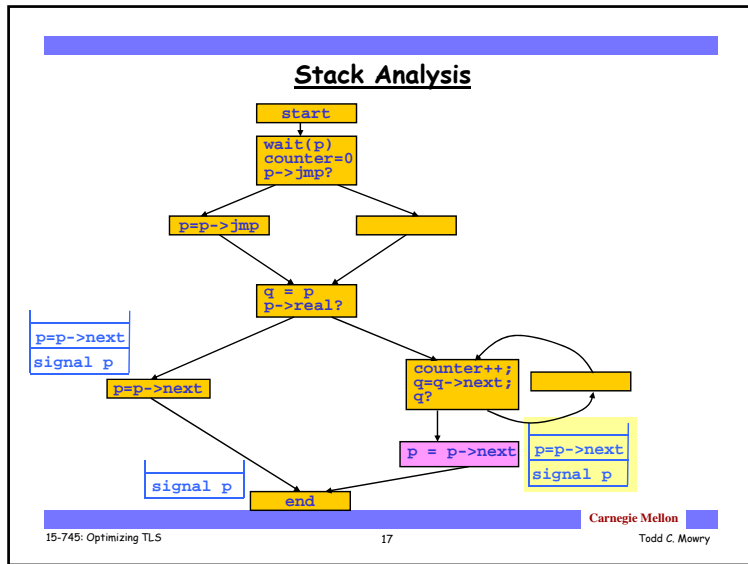 Stack Analysis
start
wait(p)
counter=0
p->jmp?
p=p->jmp
q = p
p->real?
p=p->next
signal p
p=p->next
counter++;
q=q->next;
q?
p = p->next
p=p->next
signal p
signal p
end
Carnegie Mellon
15-745: Optimizing TLS
17
Todd C. Mowry